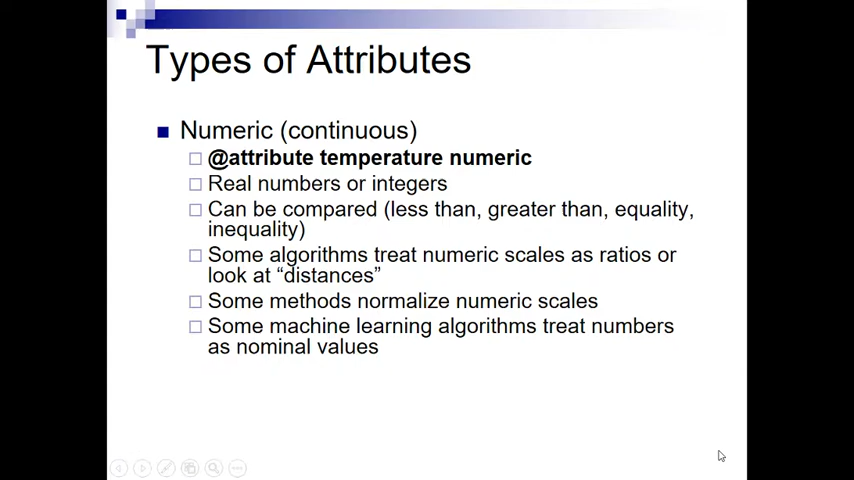 Types of Attributes
Numeric (continuous)
@attribute temperature numeric
Real numbers or integers
Can be compared (less than, greater than, equality,
inequality)
Some algorithms treat numeric scales as ratios or
look at “distances”
Some methods normalize numeric scales
Some machine learning algorithms treat numbers
as nominal values